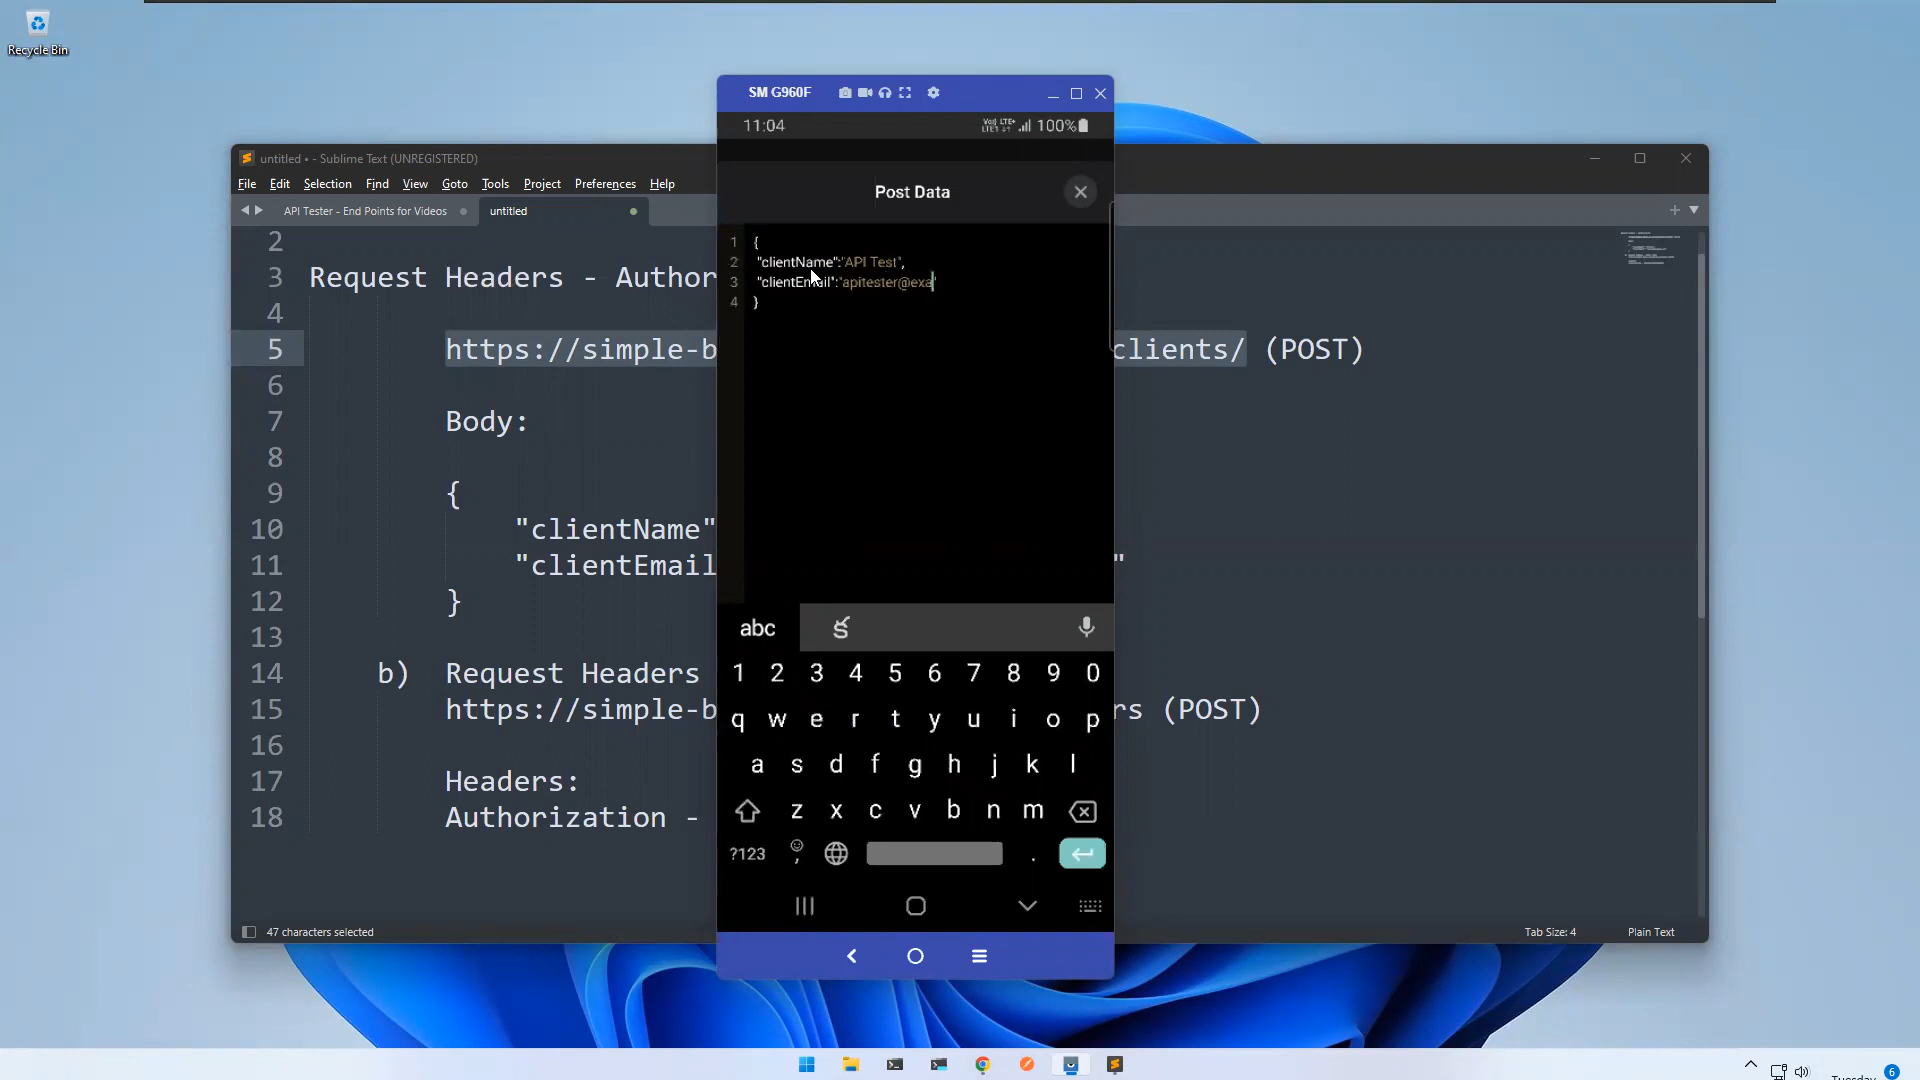 Recycle Bin
SM G960F
11:04
100%
untitled • - Sublime Text (UNREGISTERED)
File Edit Selection Find View Goto Tools Project Preferences Help
API Tester - End Points for Videos
untitled
Post Data
1 {
2 "clientName":"API Test",
3 "clientEmail":"apitester@exa"
4 }
2
3 Request Headers - Author
4
5 https://simple-b clients/ (POST)
6
7 Body:
8
9 {
10 "clientName"
11 "clientEmail "
12 }
13
14 b) Request Headers
15 https://simple-b rs (POST)
16
17 Headers:
18 Authorization -
abc క
1 2 3 4 5 6 7 8 9 0
q w e r t y u i o p
a s d f g h j k l
z x c v b n m
?123 , .
47 characters selected
Tab Size: 4
Plain Text
Tuesday
6